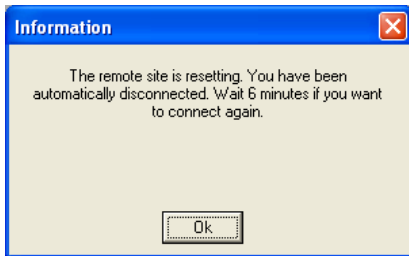 Information
The remote site is resetting. You have been
automatically disconnected. Wait 6 minutes if you want
to connect again.
Ok